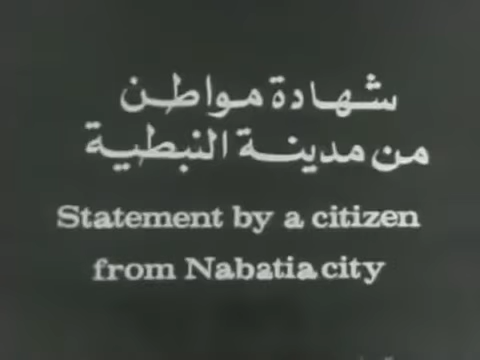 شهادة مواطن
من مدينة النبطية
Statement by a citizen
from Nabatia city